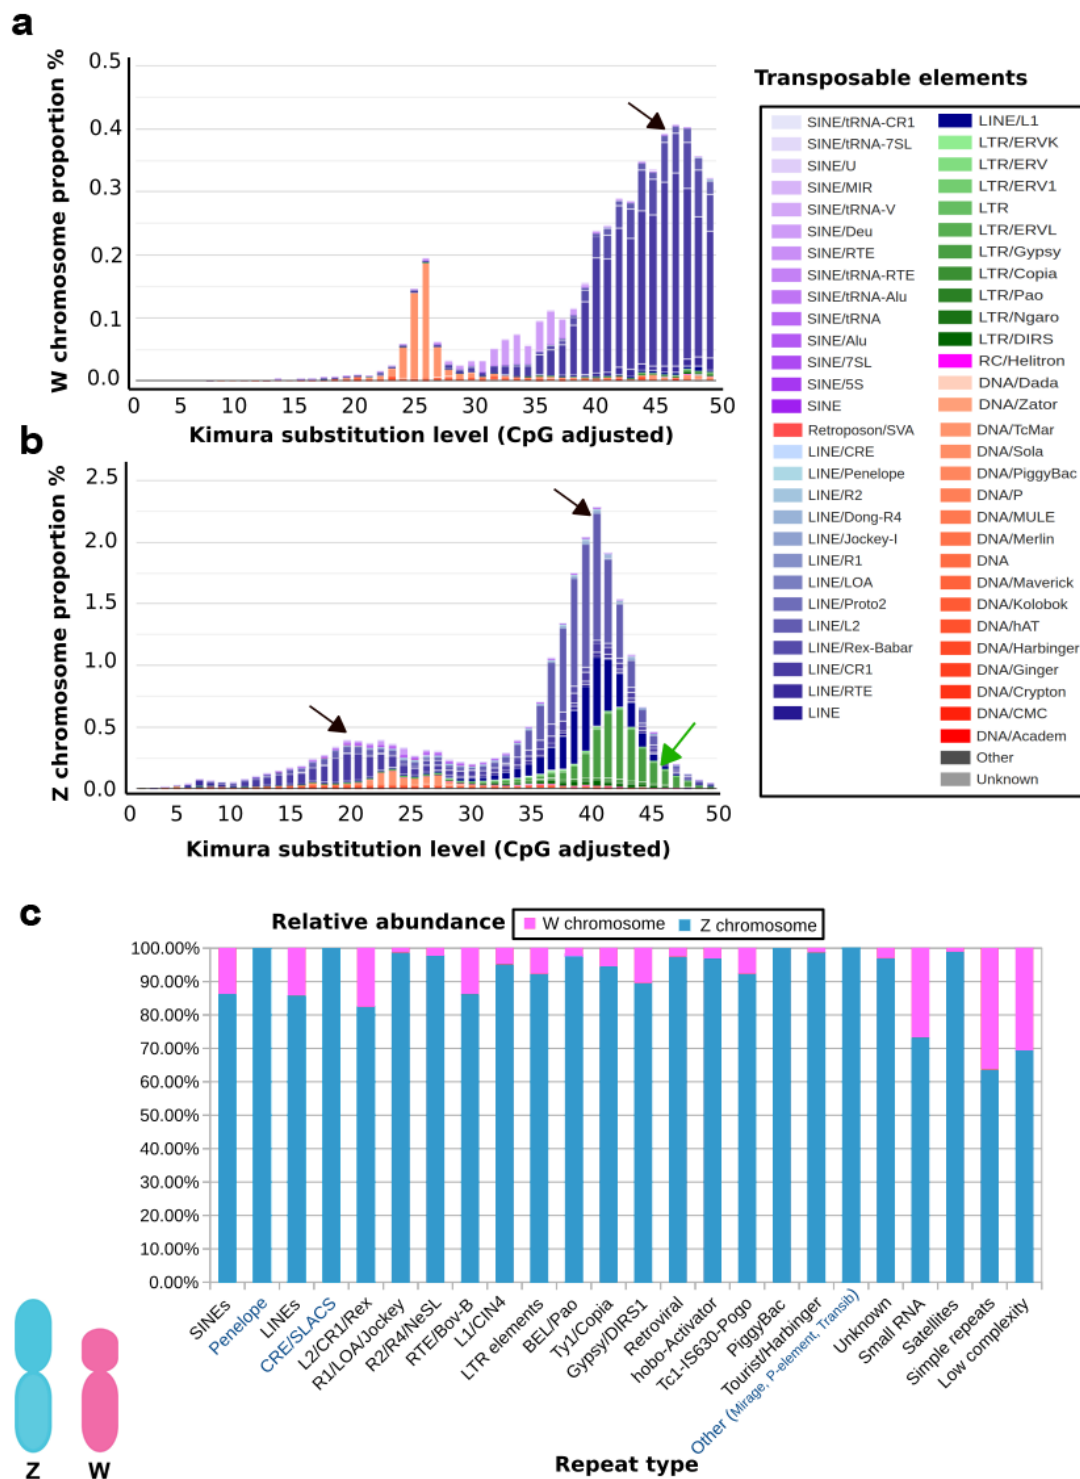 a
W chromosome proportion %
0.5
0.4
0.3
0.2
0.1
0.0
0 5 10 15 20 25 30 35 40 45 50
Kimura substitution level (CpG adjusted)
b
Z chromosome proportion %
2.5
2.0
1.5
1.0
0.5
0.0
0 5 10 15 20 25 30 35 40 45 50
Kimura substitution level (CpG adjusted)
Transposable elements
SINE/tRNA-CR1
SINE/tRNA-7SL
SINE/U
SINE/MIR
SINE/tRNA-V
SINE/Deu
SINE/RTE
SINE/tRNA-RTE
SINE/tRNA-Alu
SINE/tRNA
SINE/Alu
SINE/7SL
SINE/5S
SINE
Retroposon/SVA
LINE/CRE
LINE/Penelope
LINE/R2
LINE/Dong-R4
LINE/Jockey-I
LINE/R1
LINE/LOA
LINE/Proto2
LINE/L2
LINE/Rex-Babar
LINE/CR1
LINE/RTE
LINE
LINE/L1
LTR/ERVK
LTR/ERV
LTR/ERV1
LTR
LTR/ERVL
LTR/Gypsy
LTR/Copia
LTR/Pao
LTR/Ngaro
LTR/DIRS
RC/Helitron
DNA/Dada
DNA/Zator
DNA/TcMar
DNA/Sola
DNA/PiggyBac
DNA/P
DNA/MULE
DNA/Merlin
DNA
DNA/Maverick
DNA/Kolobok
DNA/hAT
DNA/Harbinger
DNA/Ginger
DNA/Crypton
DNA/CMC
DNA/Academ
Other
Unknown
c
Relative abundance
W chromosome
Z chromosome
100.00%
90.00%
80.00%
70.00%
60.00%
50.00%
40.00%
30.00%
20.00%
10.00%
0.00%
SINEs
Penelope
LINEs
CRE/SLACS
L2/CR1/Rex
R1/LOA/Jockey
R2/R4/NeSL
RTE/Bov-B
L1/CIN4
LTR elements
BEL/Pao
Ty1/Copia
Gypsy/DIRS1
Retroviral
hobo-Activator
Tc1-IS630-Pogo
PiggyBac
Tourist/Harbinger
Other (Mirage, P-element, Transib)
Unknown
Small RNA
Satellites
Simple repeats
Low complexity
Repeat type
Z
W